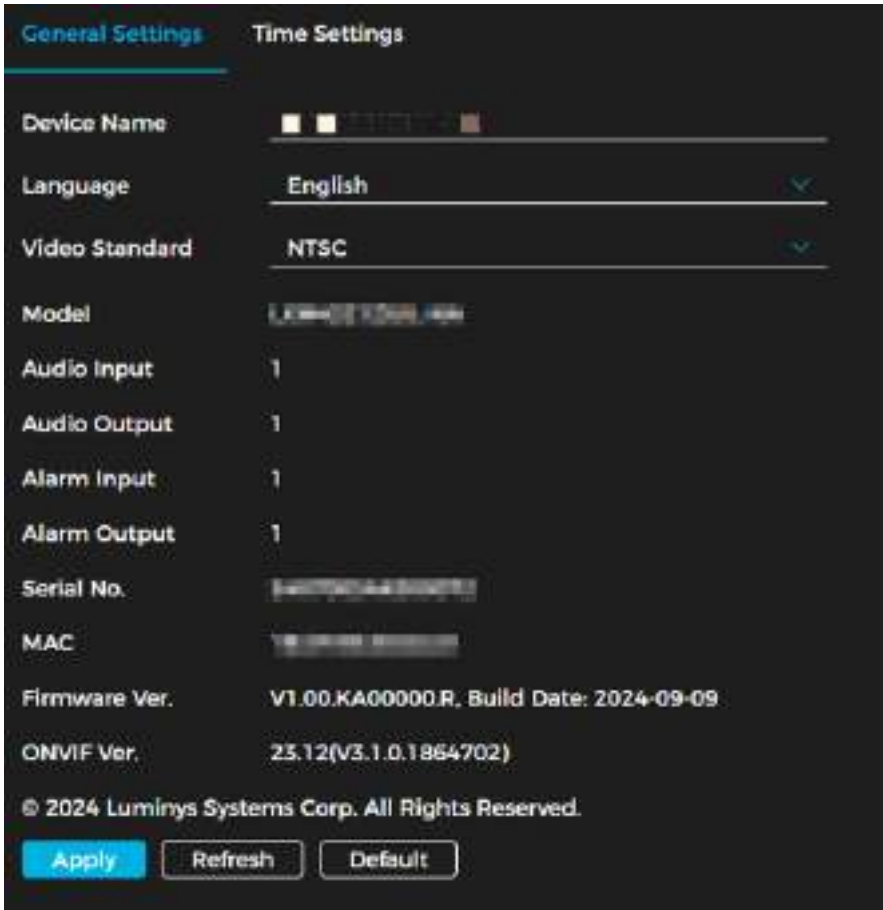 General Settings Time Settings
Device Name
Language English
Video Standard NTSC
Model
Audio Input 1
Audio Output 1
Alarm Input 1
Alarm Output 1
Serial No.
MAC
Firmware Ver. V1.00.KA00000.R, Build Date: 2024-09-09
ONVIF Ver. 23.12(V3.1.0.1864702)
© 2024 Luminys Systems Corp. All Rights Reserved.
Apply Refresh Default